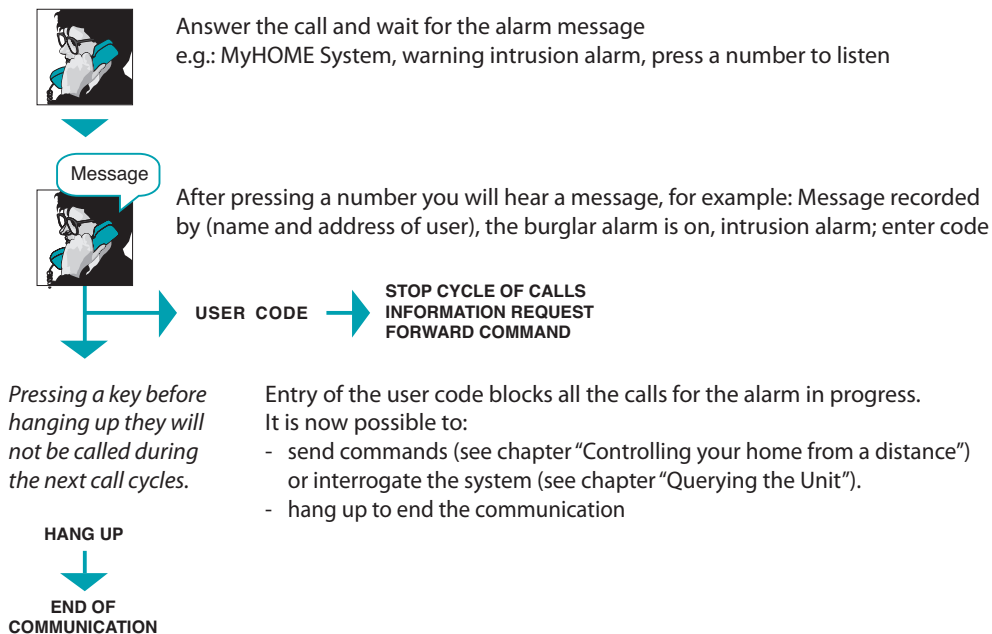 Answer the call and wait for the alarm message
e.g.: MyHOME System, warning intrusion alarm, press a number to listen
Message
After pressing a number you will hear a message, for example: Message recorded
by (name and address of user), the burglar alarm is on, intrusion alarm; enter code
USER CODE
STOP CYCLE OF CALLS
INFORMATION REQUEST
FORWARD COMMAND
Pressing a key before
hanging up they will
not be called during
the next call cycles.
Entry of the user code blocks all the calls for the alarm in progress.
It is now possible to:
- send commands (see chapter “Controlling your home from a distance”)
or interrogate the system (see chapter “Querying the Unit”).
- hang up to end the communication
HANG UP
END OF
COMMUNICATION